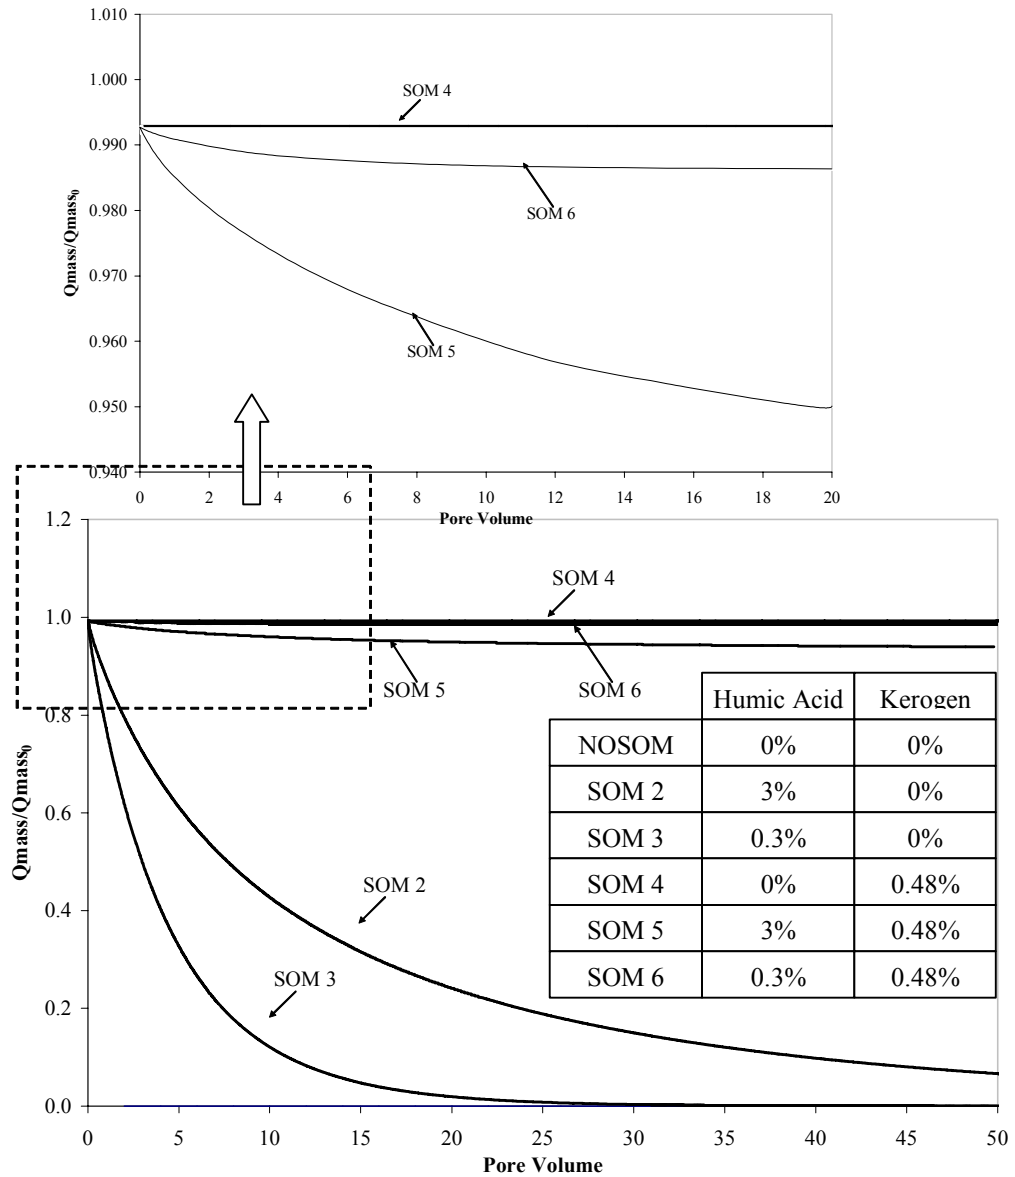 1.010
1.000
SOM 4
0.990
SOM 6
0.980
Qmass/Qmass0
0.970
0.960
SOM 5
0.950
0.940
0 2 4 6 8 10 12 14 16 18 20
Pore Volume
1.2
SOM 4
1.0
SOM 5 SOM 6
0.8
Qmass/Qmass0
0.6
SOM 2
0.4
SOM 3
0.2
0.0
0 5 10 15 20 25 30 35 40 45 50
Pore Volume
Humic Acid Kerogen
NOSOM 0% 0%
SOM 2 3% 0%
SOM 3 0.3% 0%
SOM 4 0% 0.48%
SOM 5 3% 0.48%
SOM 6 0.3% 0.48%